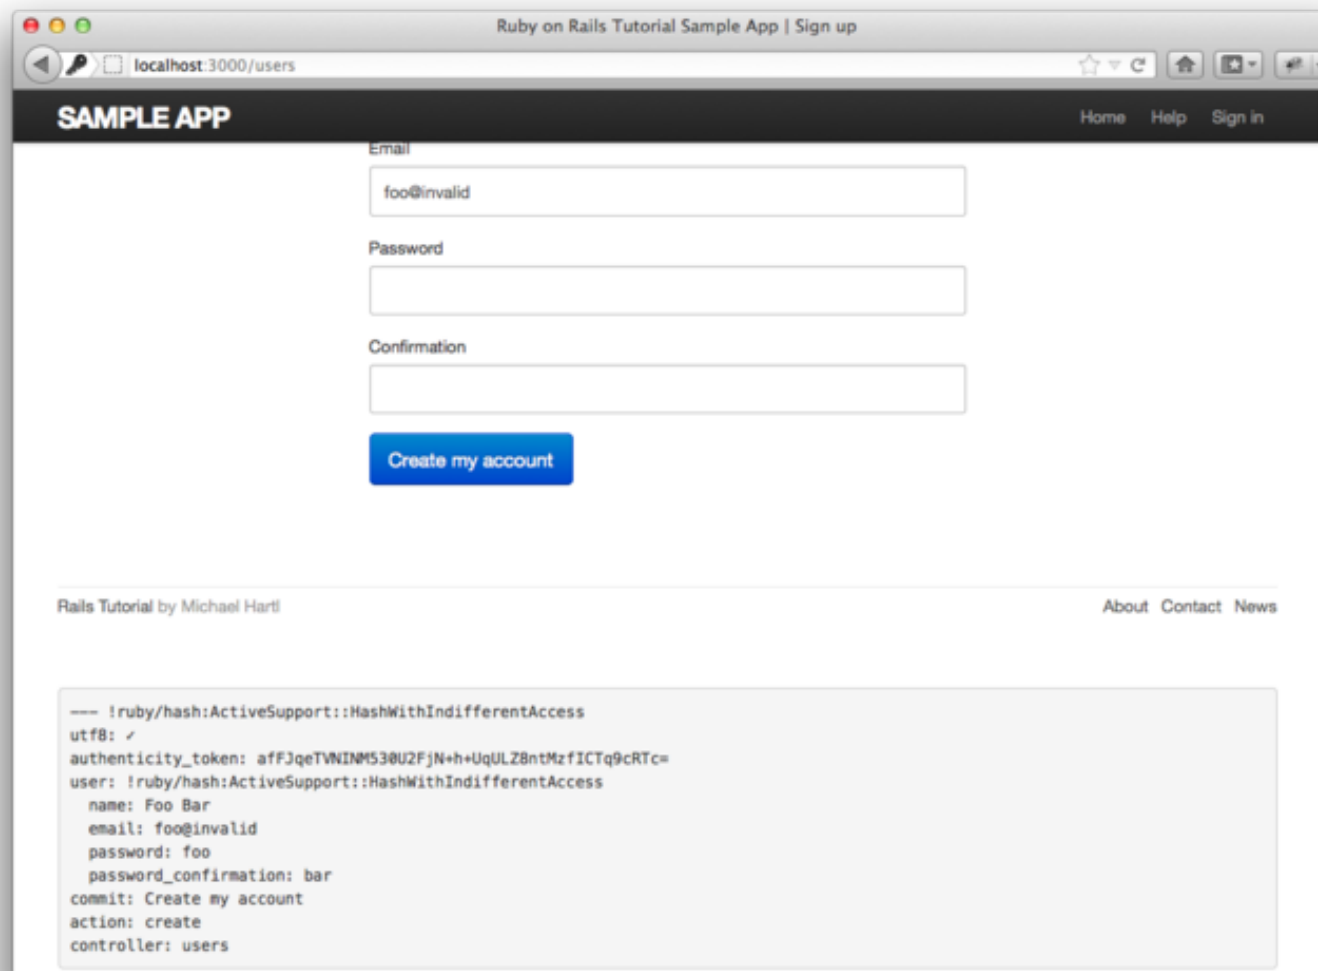 Ruby on Rails Tutorial Sample App | Sign up
localhost:3000/users
SAMPLE APP
Home Help Sign in
Email
foo@invalid
Password
Confirmation
Create my account
Rails Tutorial by Michael Hartl
About Contact News
--- !ruby/hash:ActiveSupport::HashWithIndifferentAccess
utf8: ✓
authenticity_token: afFJqeTVNINM530U2FjN+h+UqULZ8ntMzfICTq9cRTc=
user: !ruby/hash:ActiveSupport::HashWithIndifferentAccess
name: Foo Bar
email: foo@invalid
password: foo
password_confirmation: bar
commit: Create my account
action: create
controller: users